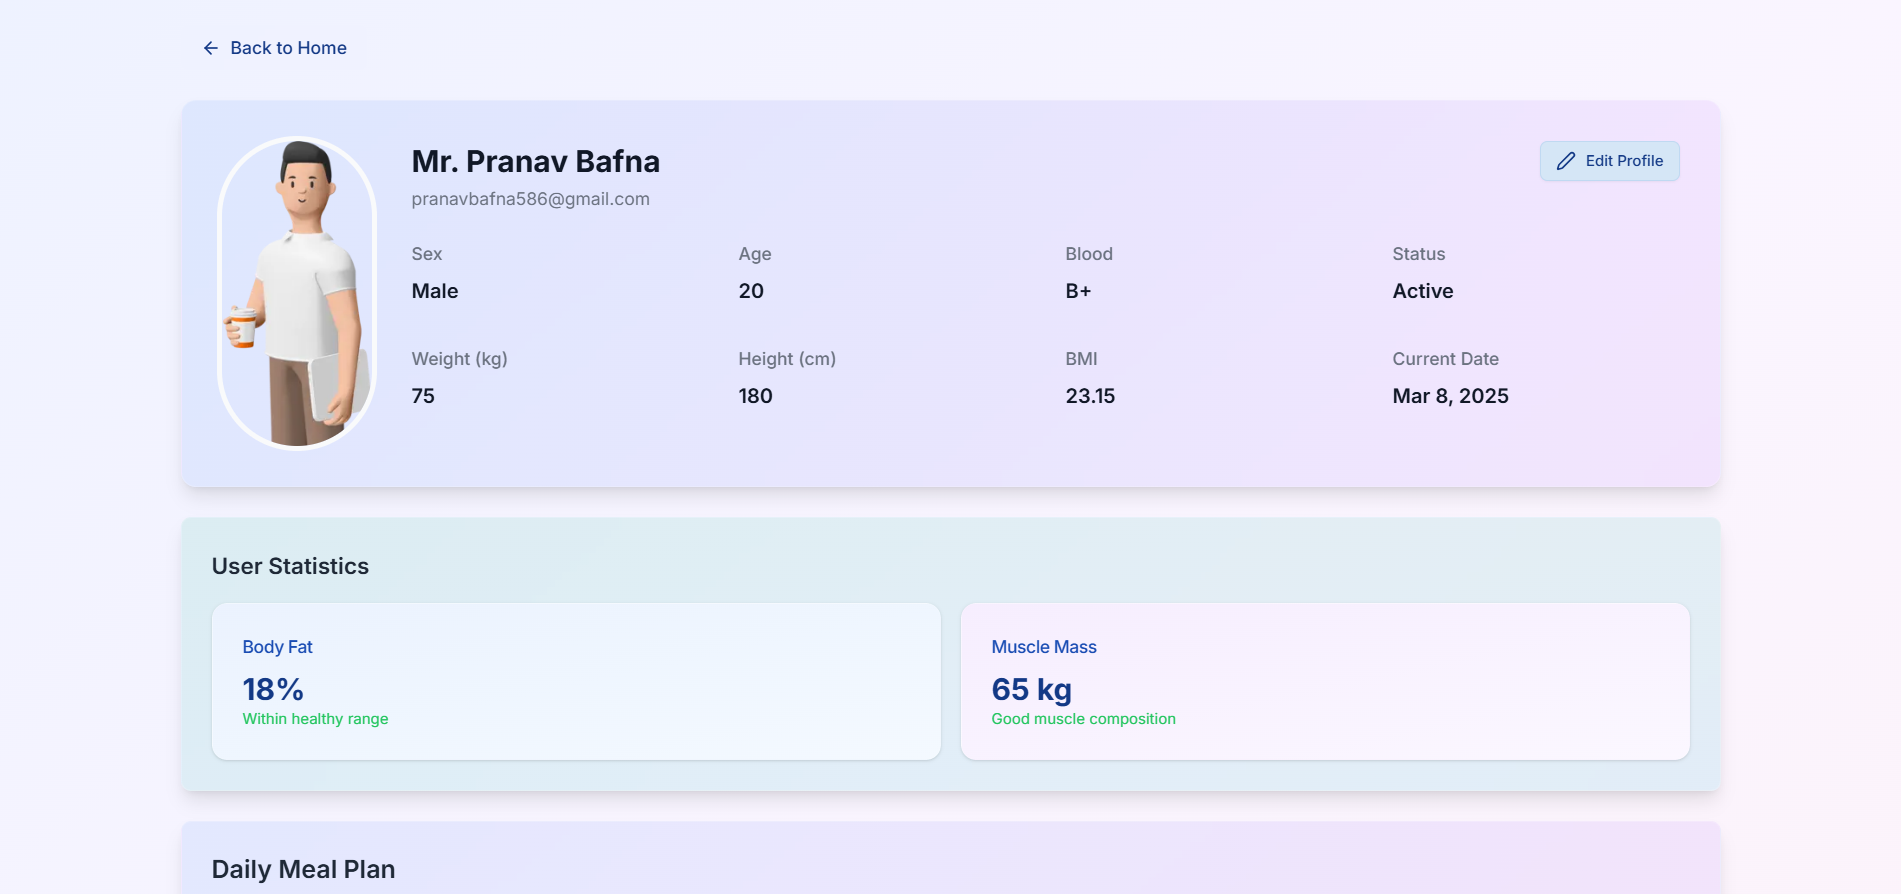 Back to Home
Mr. Pranav Bafna
Edit Profile
pranavbafna586@gmail.com
Sex Age Blood Status
Male 20 B+ Active
Weight (kg) Height (cm) BMI Current Date
75 180 23.15 Mar 8, 2025
User Statistics
Body Fat
18%
Within healthy range
Muscle Mass
65 kg
Good muscle composition
Daily Meal Plan